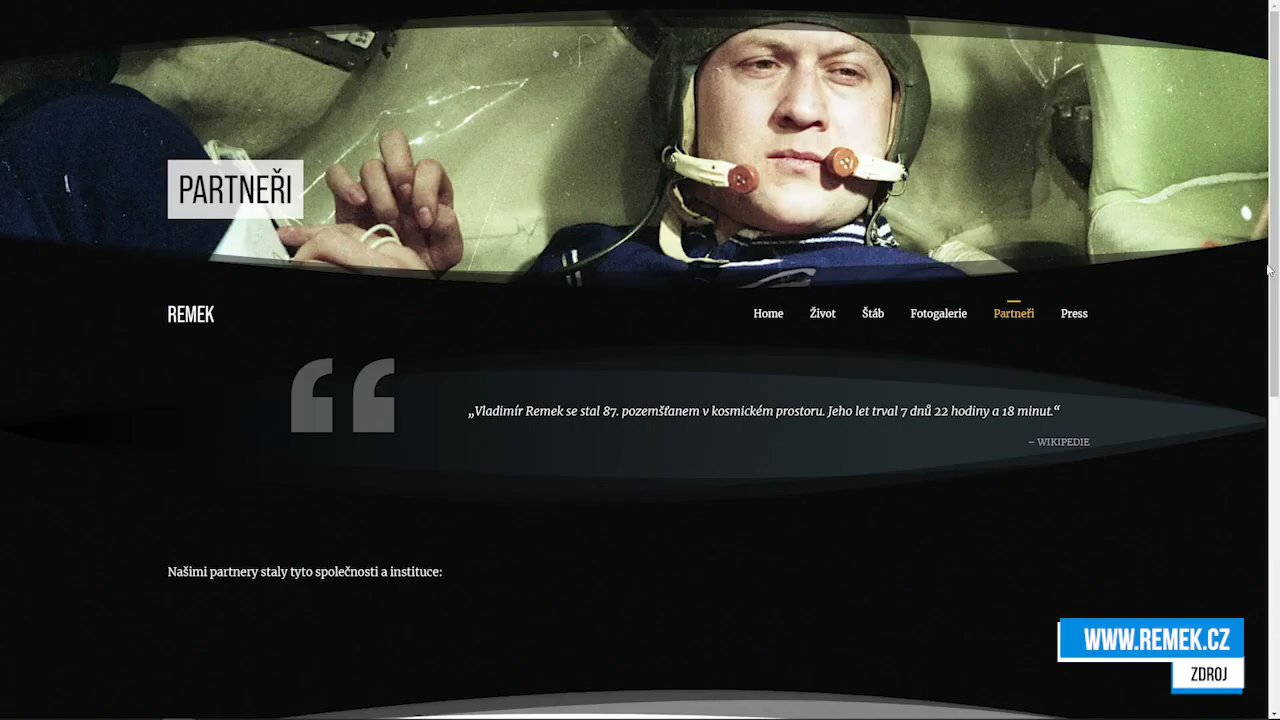 PARTNEŘI
REMEK
Home Život Štáb Fotogalerie Partneři Press
„Vladimír Remek se stal 87. pozemšťanem v kosmickém prostoru. Jeho let trval 7 dnů 22 hodiny a 18 minut.“
– WIKIPEDIE
Našimi partnery staly tyto společnosti a instituce:
WWW.REMEK.CZ
ZDROJ